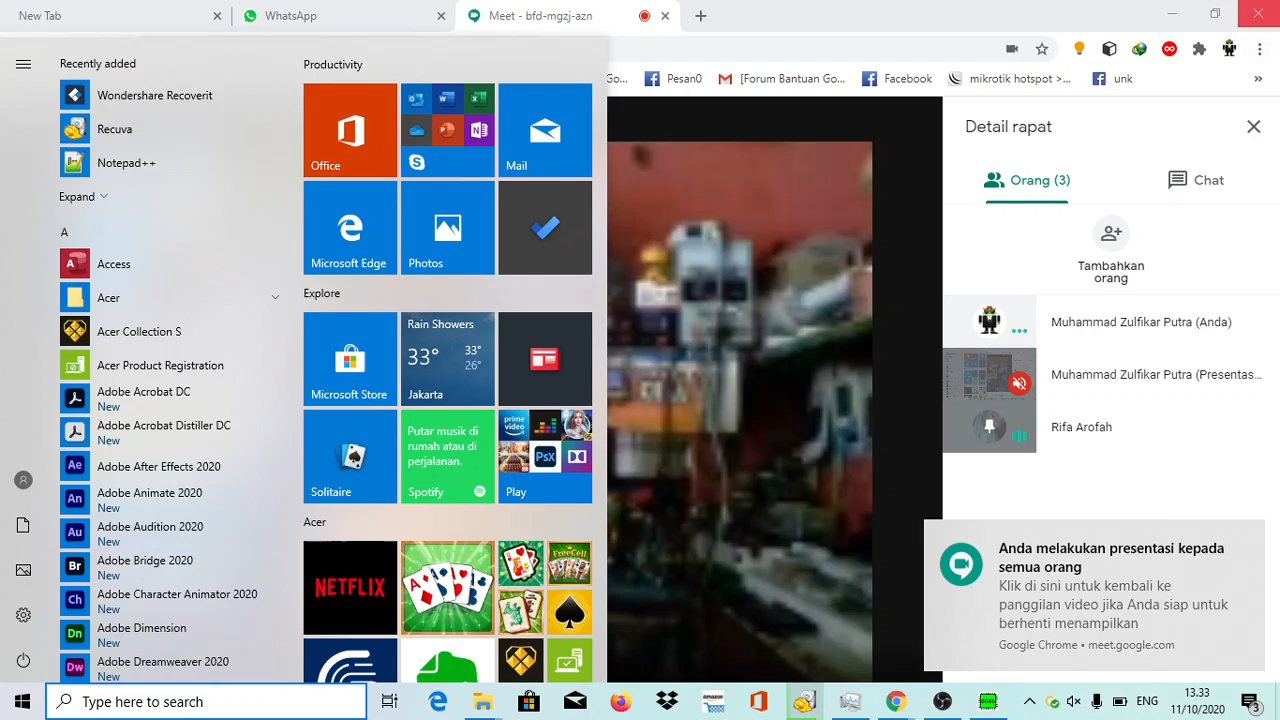 New Tab
WhatsApp
Meet - bfd-mgzj-azn
Go...
Pesan0
[Forum Bantuan Go...
Facebook
mikrotik hotspot >...
unk
»
Recently added
Wondershare Recoverit
Recuva
Notepad++
Expand
A
Access
Acer
Acer Collection S
Acer Product Registration
Adobe Acrobat DC
New
Adobe Acrobat Distiller DC
New
Adobe After Effects 2020
Adobe Animate 2020
New
Adobe Audition 2020
New
Adobe Bridge 2020
New
Adobe Character Animator 2020
New
Adobe Dimension
New
Adobe Dreamweaver 2020
New
Productivity
Office
Mail
Microsoft Edge
Photos
Explore
Microsoft Store
Rain Showers
33° 33°
26°
Jakarta
Solitaire
Putar musik di
rumah atau di
perjalanan.
Spotify
prime
video
PsX
Play
Acer
NETFLIX
FreeCell
Detail rapat
Orang (3)
Chat
Tambahkan
orang
Muhammad Zulfikar Putra (Anda)
Muhammad Zulfikar Putra (Presentas...
Rifa Arofah
Anda melakukan presentasi kepada
semua orang
Klik di sini untuk kembali ke
panggilan video jika Anda siap untuk
berhenti menampilkan
Google Chrome • meet.google.com
Type here to search
amazon
ENG
13.33
11/10/2020
3